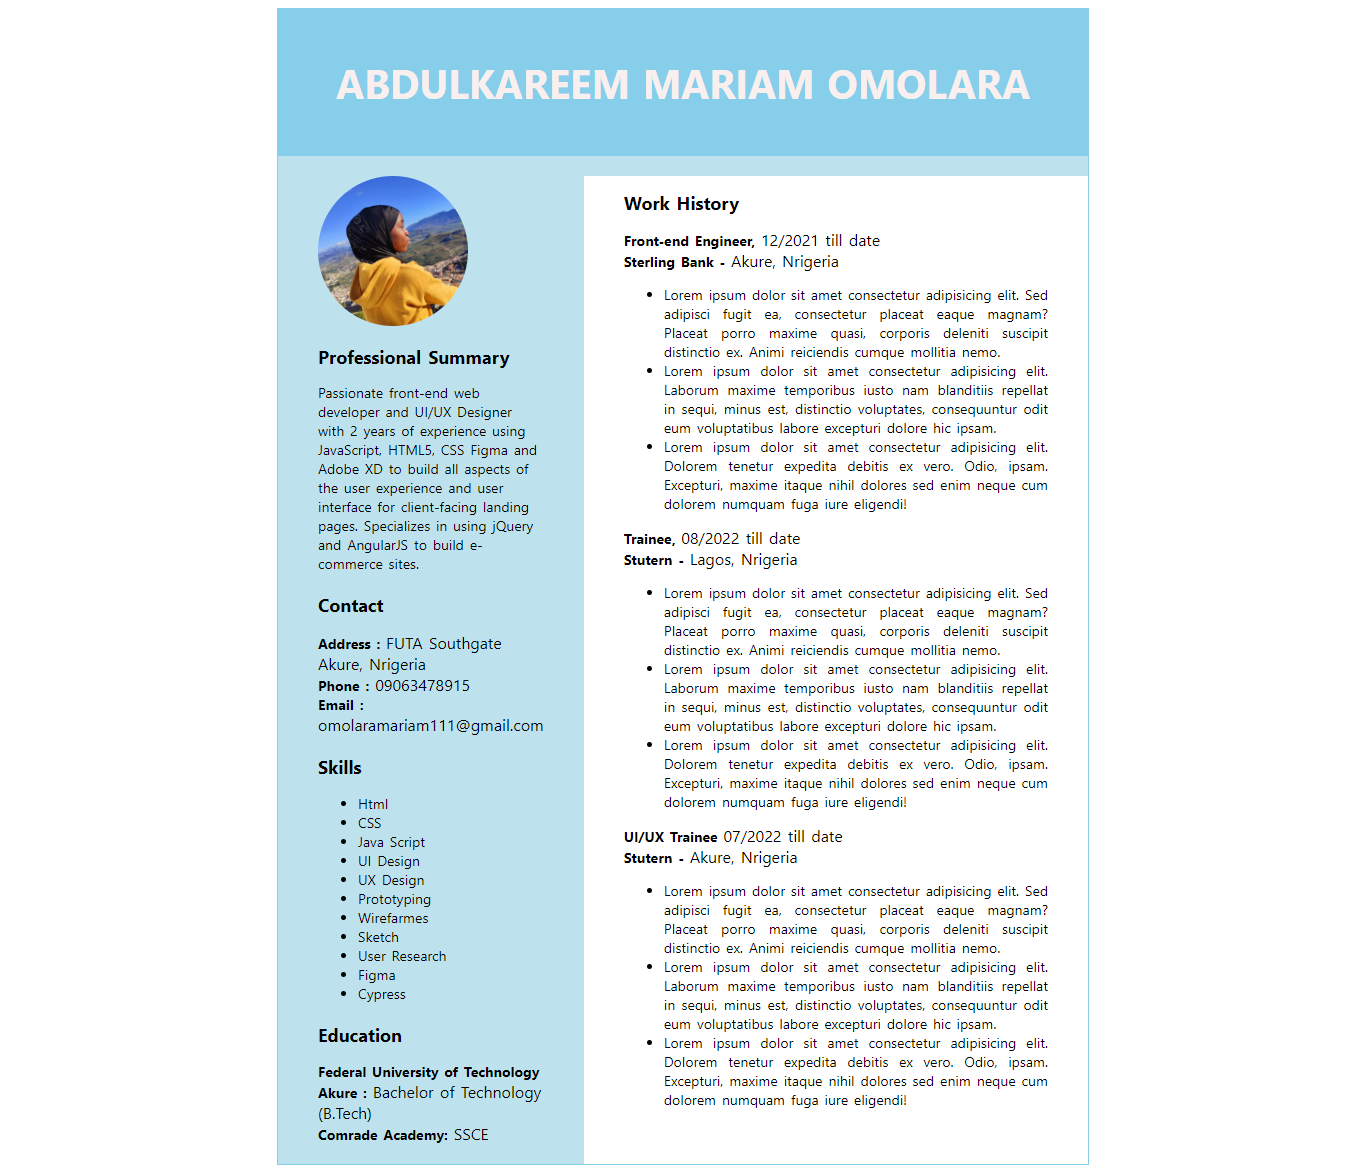 ABDULKAREEM MARIAM OMOLARA
Professional Summary
Passionate front-end web
developer and UI/UX Designer
with 2 years of experience using
JavaScript, HTML5, CSS Figma and
Adobe XD to build all aspects of
the user experience and user
interface for client-facing landing
pages. Specializes in using jQuery
and AngularJS to build e-
commerce sites.
Contact
Address : FUTA Southgate
Akure, Nrigeria
Phone : 09063478915
Email :
omolaramariam111@gmail.com
Skills
• Html
• CSS
• Java Script
• UI Design
• UX Design
• Prototyping
• Wirefarmes
• Sketch
• User Research
• Figma
• Cypress
Education
Federal University of Technology
Akure : Bachelor of Technology
(B.Tech)
Comrade Academy: SSCE
Work History
Front-end Engineer, 12/2021 till date
Sterling Bank - Akure, Nrigeria
• Lorem ipsum dolor sit amet consectetur adipisicing elit. Sed
adipisci fugit ea, consectetur placeat eaque magnam?
Placeat porro maxime quasi, corporis deleniti suscipit
distinctio ex. Animi reiciendis cumque mollitia nemo.
• Lorem ipsum dolor sit amet consectetur adipisicing elit.
Laborum maxime temporibus iusto nam blanditiis repellat
in sequi, minus est, distinctio voluptates, consequuntur odit
eum voluptatibus labore excepturi dolore hic ipsam.
• Lorem ipsum dolor sit amet consectetur adipisicing elit.
Dolorem tenetur expedita debitis ex vero. Odio, ipsam.
Excepturi, maxime itaque nihil dolores sed enim neque cum
dolorem numquam fuga iure eligendi!
Trainee, 08/2022 till date
Stutern - Lagos, Nrigeria
• Lorem ipsum dolor sit amet consectetur adipisicing elit. Sed
adipisci fugit ea, consectetur placeat eaque magnam?
Placeat porro maxime quasi, corporis deleniti suscipit
distinctio ex. Animi reiciendis cumque mollitia nemo.
• Lorem ipsum dolor sit amet consectetur adipisicing elit.
Laborum maxime temporibus iusto nam blanditiis repellat
in sequi, minus est, distinctio voluptates, consequuntur odit
eum voluptatibus labore excepturi dolore hic ipsam.
• Lorem ipsum dolor sit amet consectetur adipisicing elit.
Dolorem tenetur expedita debitis ex vero. Odio, ipsam.
Excepturi, maxime itaque nihil dolores sed enim neque cum
dolorem numquam fuga iure eligendi!
UI/UX Trainee 07/2022 till date
Stutern - Akure, Nrigeria
• Lorem ipsum dolor sit amet consectetur adipisicing elit. Sed
adipisci fugit ea, consectetur placeat eaque magnam?
Placeat porro maxime quasi, corporis deleniti suscipit
distinctio ex. Animi reiciendis cumque mollitia nemo.
• Lorem ipsum dolor sit amet consectetur adipisicing elit.
Laborum maxime temporibus iusto nam blanditiis repellat
in sequi, minus est, distinctio voluptates, consequuntur odit
eum voluptatibus labore excepturi dolore hic ipsam.
• Lorem ipsum dolor sit amet consectetur adipisicing elit.
Dolorem tenetur expedita debitis ex vero. Odio, ipsam.
Excepturi, maxime itaque nihil dolores sed enim neque cum
dolorem numquam fuga iure eligendi!